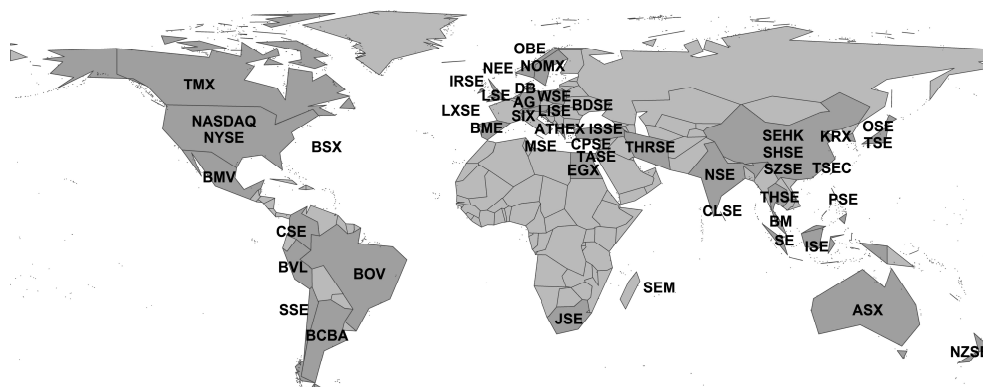 OBE
NEE
NOMX
TMX
IRSE
DB
LSE
WSE
AG
BDSE
LXSE
LISE
SIX
NASDAQ
NYSE
BME
ATHEX
ISSE
SEHK
KRX
OSE
TSE
BSX
MSE
CPSE
THRSE
SHSE
TASE
SZSE
TSEC
EGX
NSE
BMV
THSE
PSE
CLSE
BM
CSE
SE
ISE
BVL
BOV
SEM
SSE
ASX
JSE
BCBA
NZSE